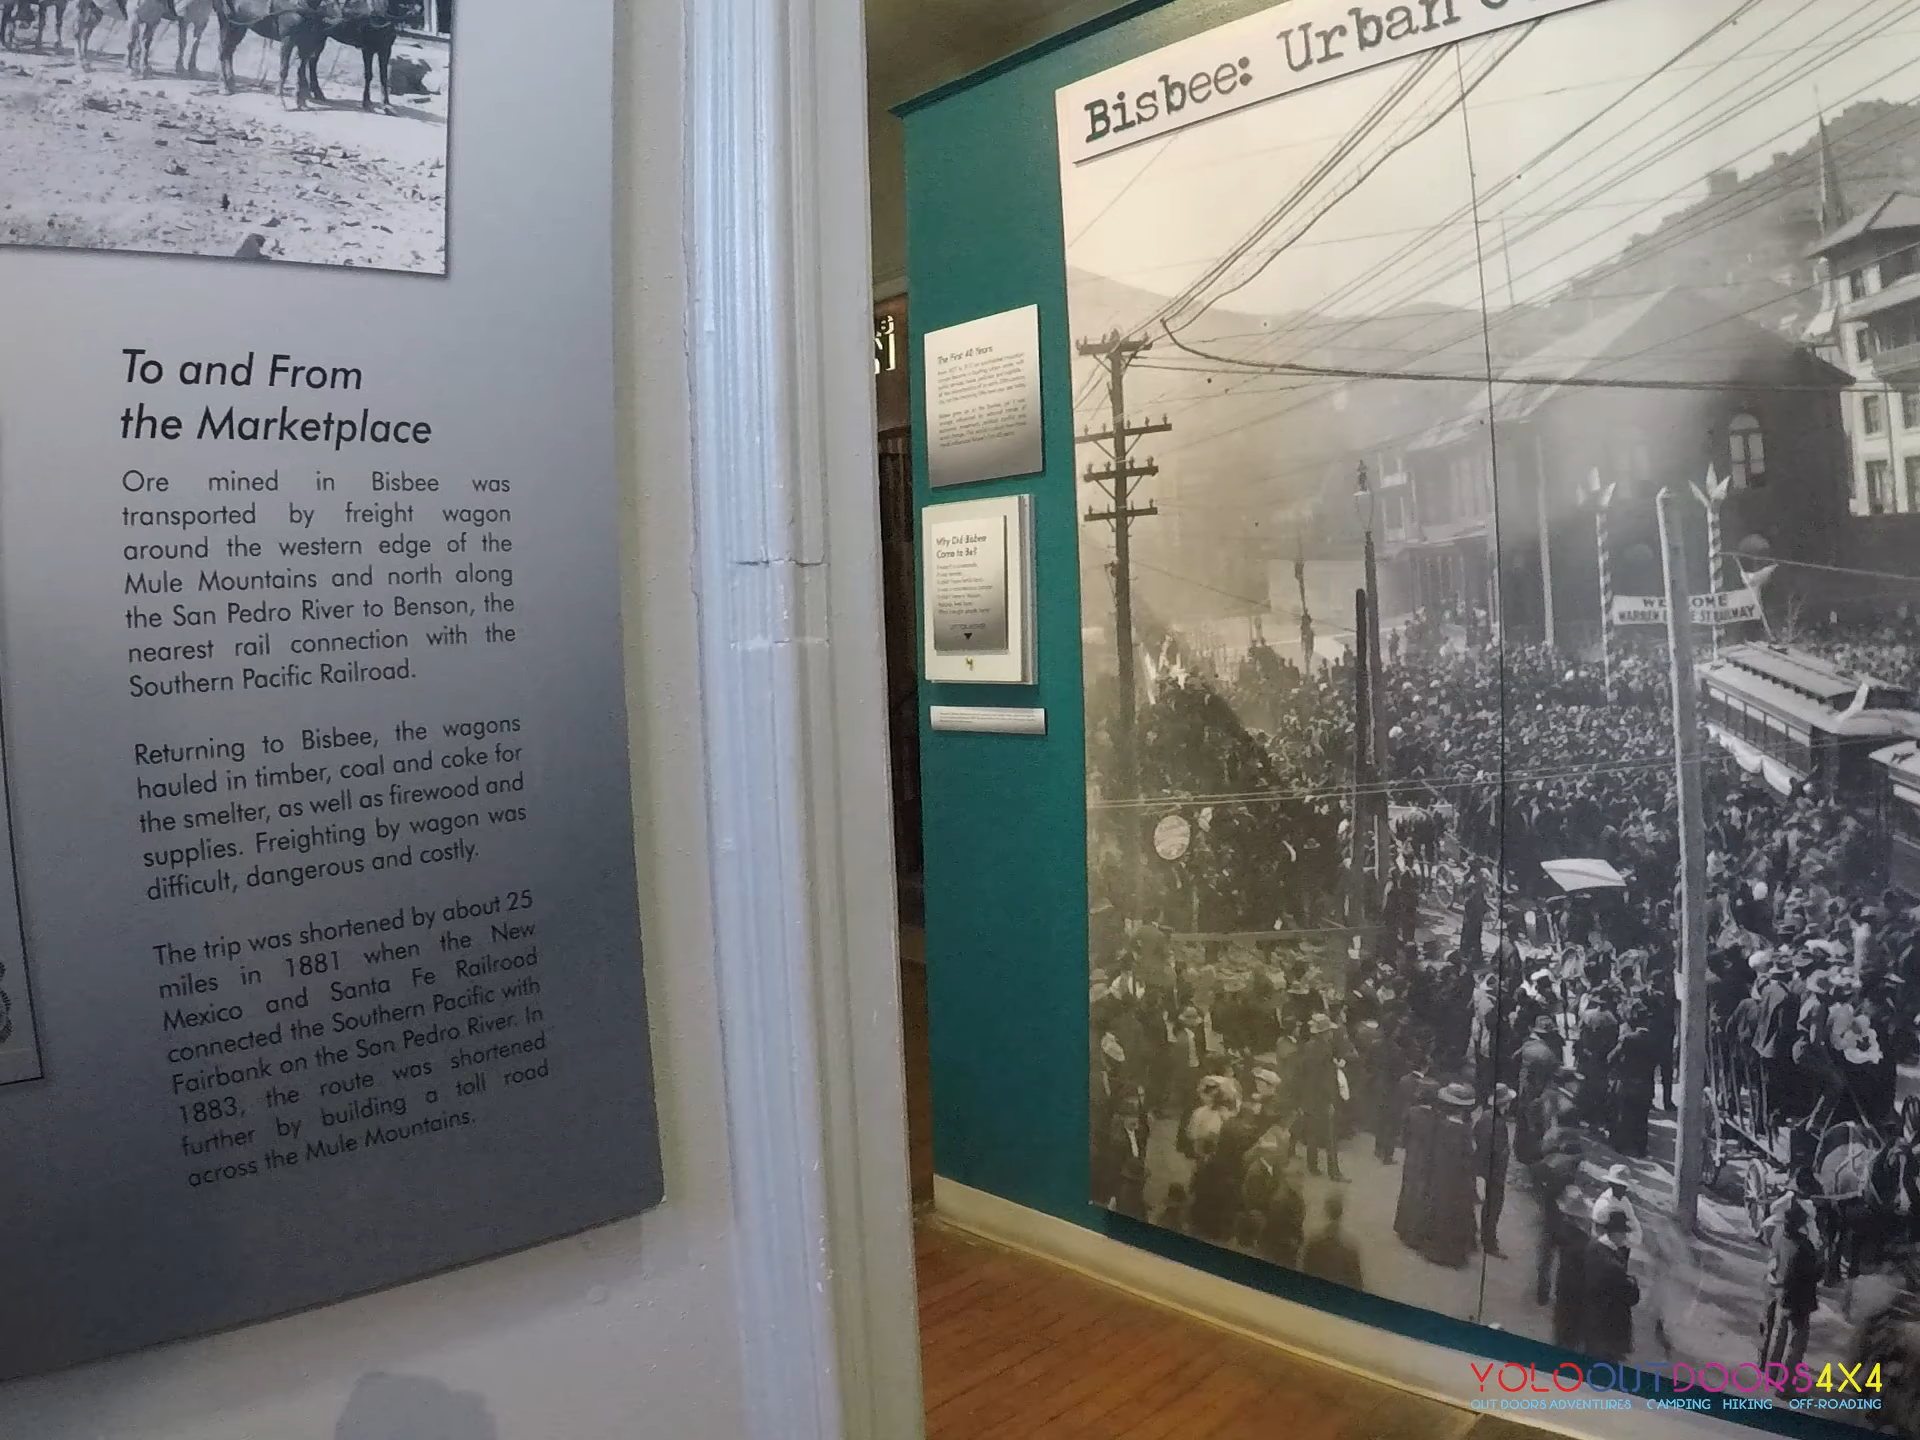 To and From
the Marketplace
Ore mined in Bisbee was
transported by freight wagon
around the western edge of the
Mule Mountains and north along
the San Pedro River to Benson, the
nearest rail connection with the
Southern Pacific Railroad.
Returning to Bisbee, the wagons
hauled in timber, coal and coke for
the smelter, as well as firewood and
supplies. Freighting by wagon was
difficult, dangerous and costly.
The trip was shortened by about 25
miles in 1881 when the New
Mexico and Santa Fe Railroad
connected the Southern Pacific with
Fairbank on the San Pedro River. In
1883, the route was shortened
further by building a toll road
across the Mule Mountains.
Bisbee: Urban
The First 40 Years
Why Did Bisbee
Come to Be?
WELCOME
WARREN ST. RAILWAY
YOLOOUTDOORS4X4
OUTDOORS ADVENTURES CAMPING HIKING OFF-ROADING